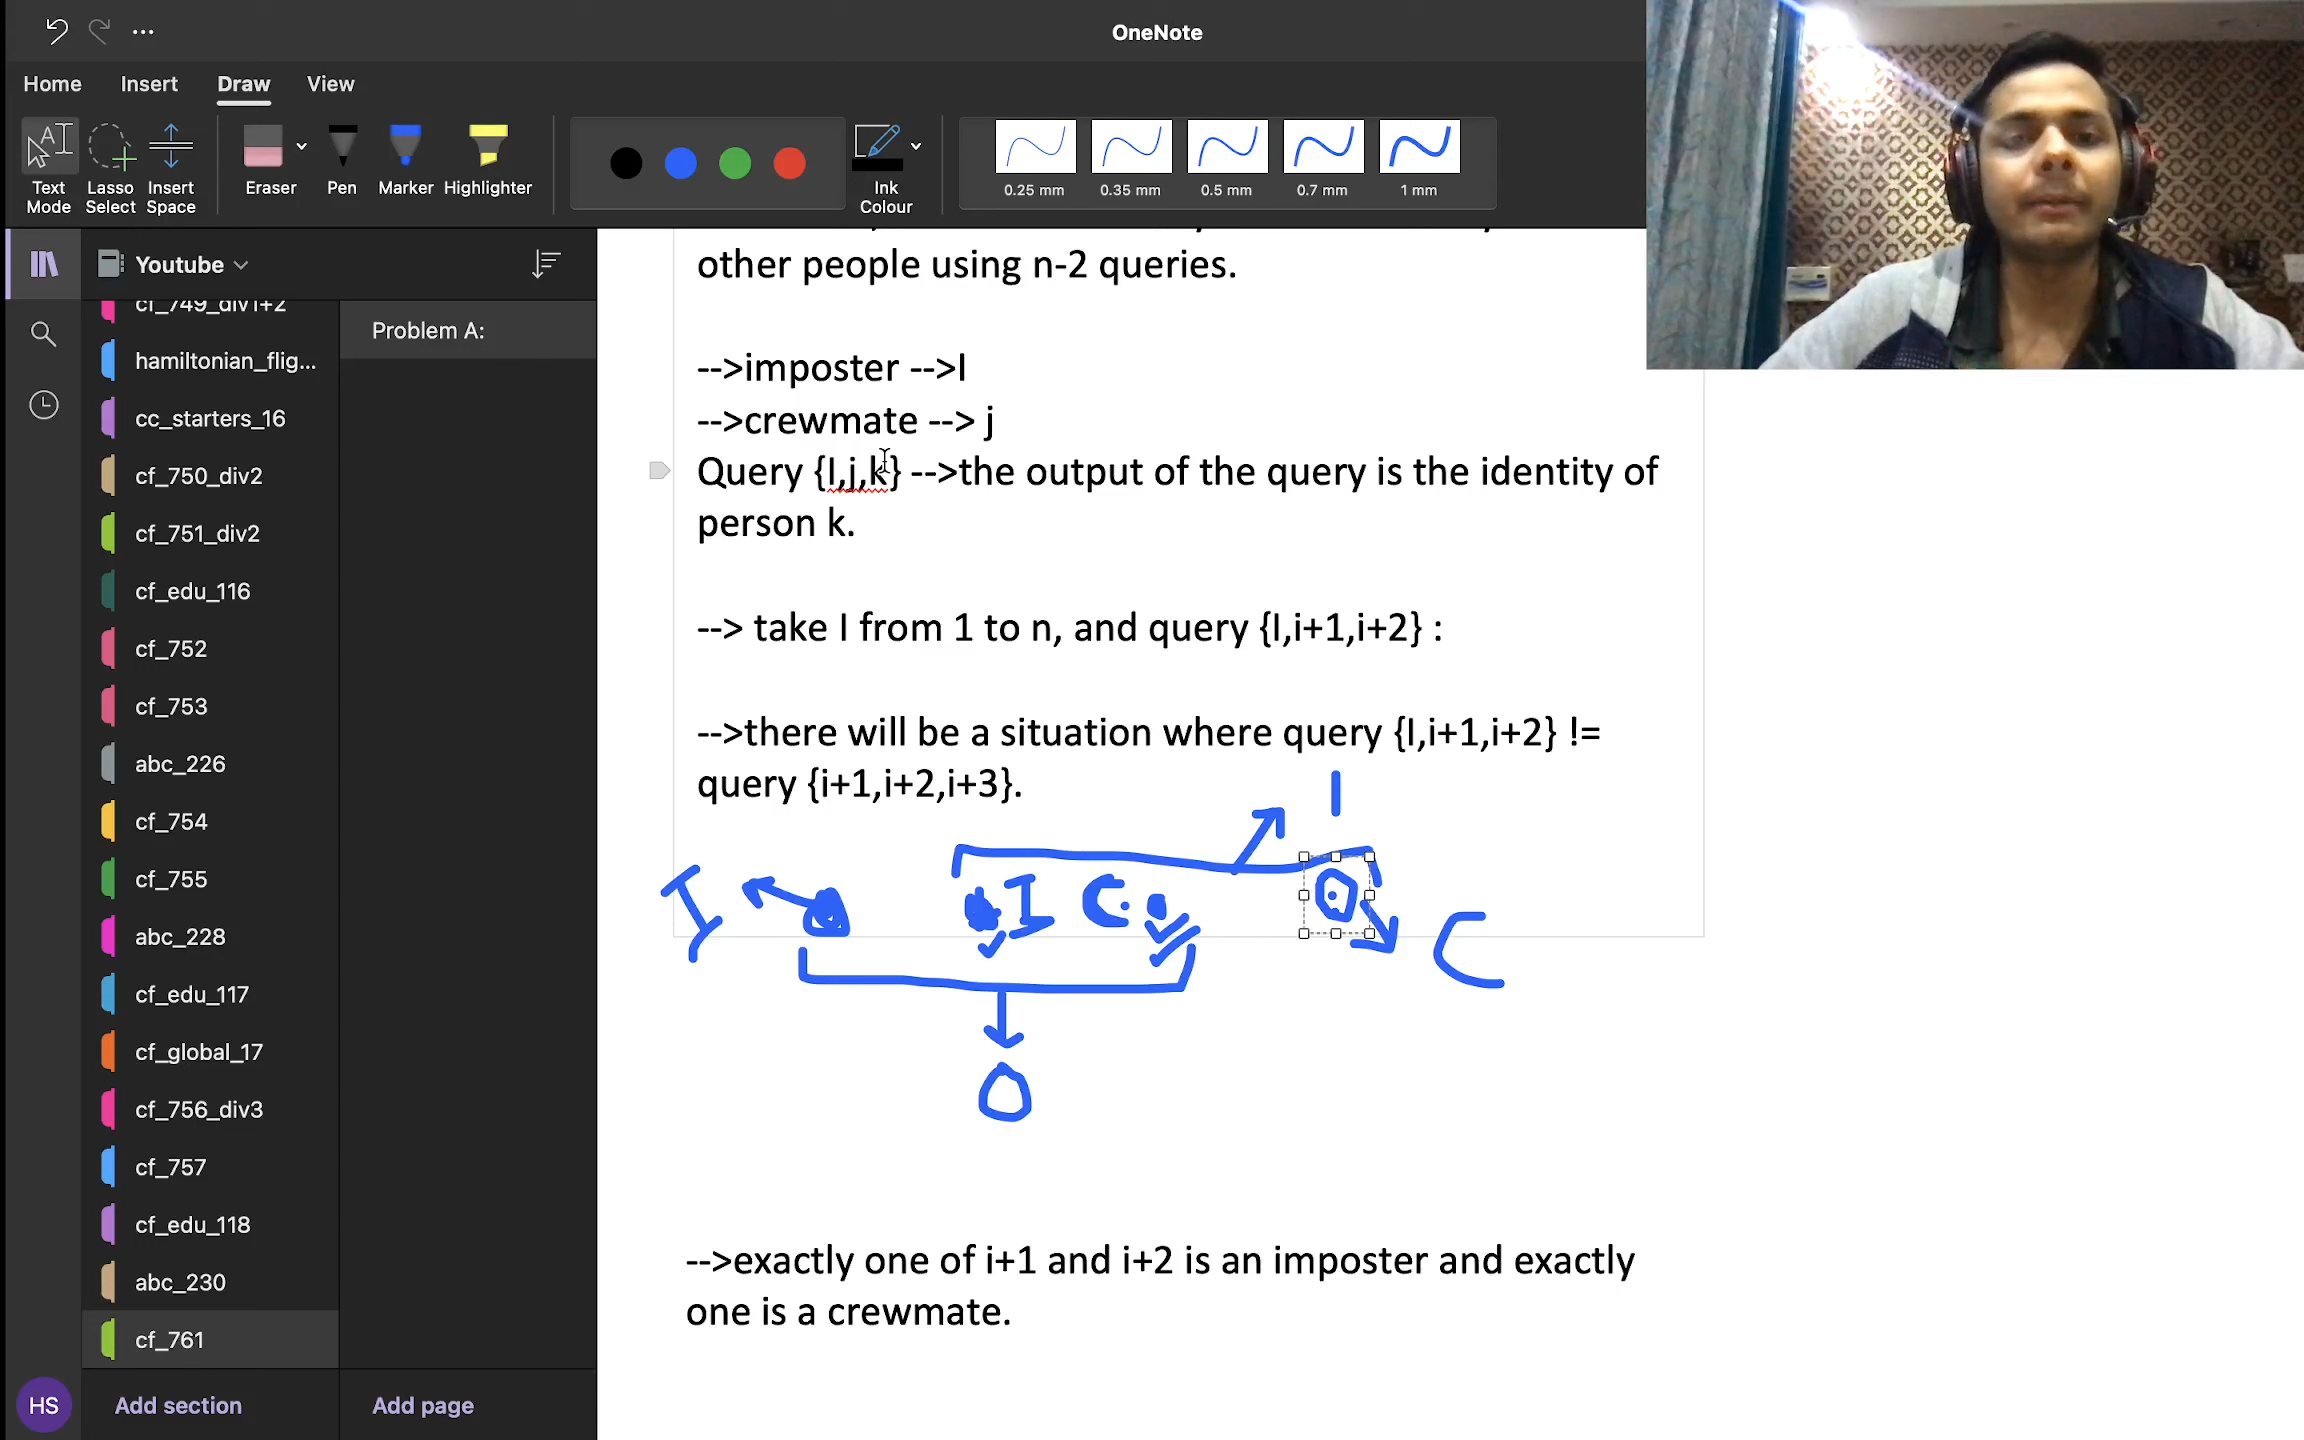 OneNote
Home Insert Draw View
Text Mode
Lasso Select
Insert Space
Eraser
Pen
Marker
Highlighter
Ink Colour
0.25 mm
0.35 mm
0.5 mm
0.7 mm
1 mm
Youtube
cf_749_div1+2
hamiltonian_flig...
cc_starters_16
cf_750_div2
cf_751_div2
cf_edu_116
cf_752
cf_753
abc_226
cf_754
cf_755
abc_228
cf_edu_117
cf_global_17
cf_756_div3
cf_757
cf_edu_118
abc_230
cf_761
HS
Add section
Problem A:
Add page
other people using n-2 queries.
-->imposter -->I
-->crewmate --> j
Query {I,j,k} -->the output of the query is the identity of
person k.
--> take I from 1 to n, and query {I,i+1,i+2} :
-->there will be a situation where query {I,i+1,i+2} !=
query {i+1,i+2,i+3}.
1
I I C C
0
-->exactly one of i+1 and i+2 is an imposter and exactly
one is a crewmate.